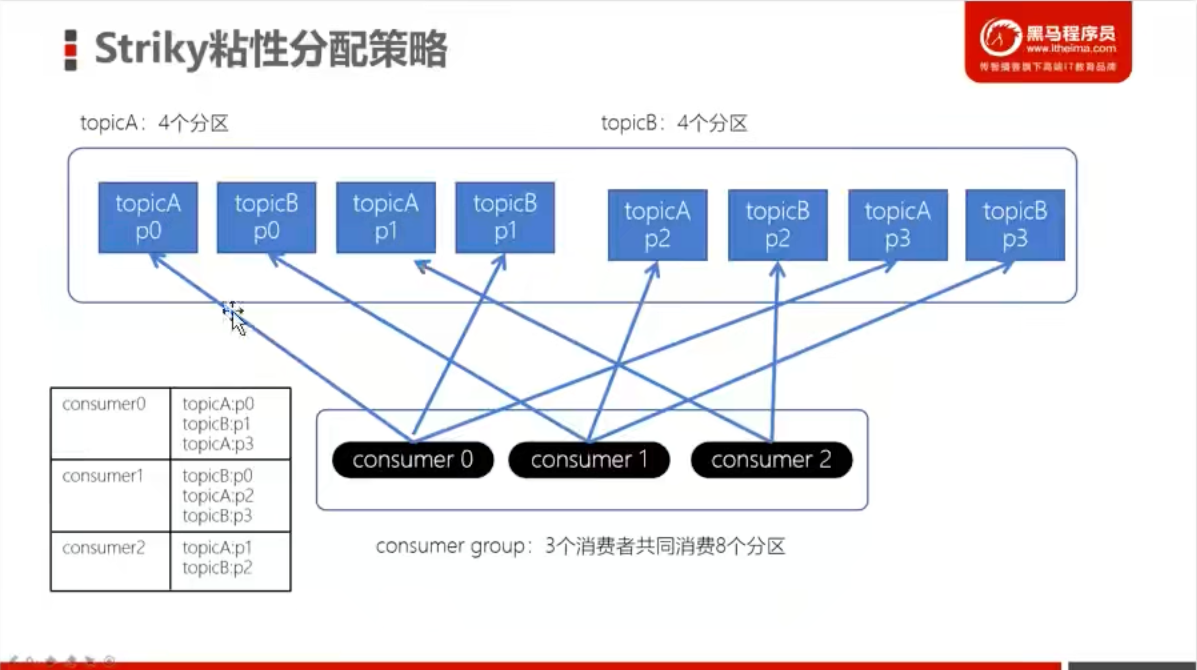 Striky粘性分配策略
黑马程序员
www.itheima.com
传智播客旗下高端IT教育品牌
topicA：4个分区
topicB：4个分区
topicA
p0
topicB
p0
topicA
p1
topicB
p1
topicA
p2
topicB
p2
topicA
p3
topicB
p3
consumer0
topicA:p0
topicB:p1
topicA:p3
consumer1
topicB:p0
topicA:p2
topicB:p3
consumer2
topicA:p1
topicB:p2
consumer 0
consumer 1
consumer 2
consumer group：3个消费者共同消费8个分区